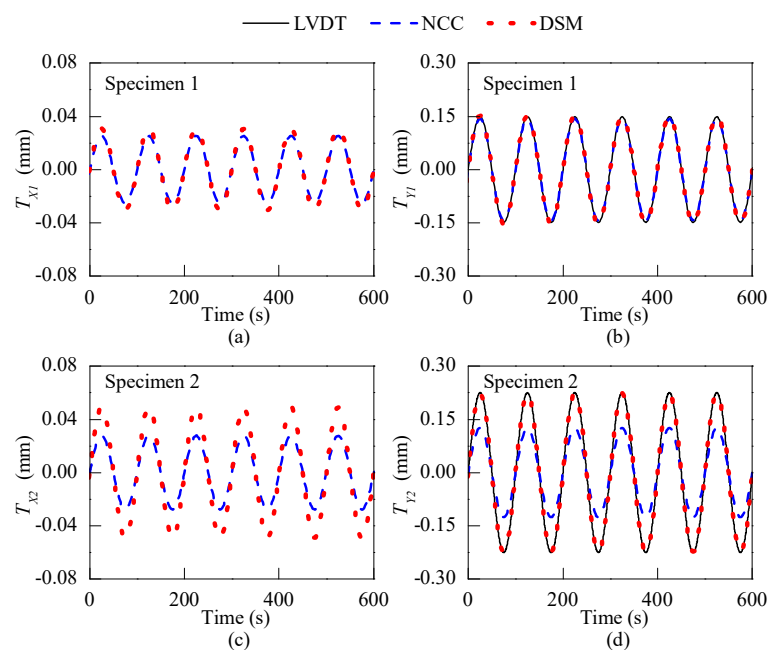 LVDT NCC DSM
0.08
0.04
0.00
-0.04
-0.08
T_X1 (mm)
Specimen 1
0 200 400 600
Time (s)
(a)
0.30
0.15
0.00
-0.15
-0.30
T_Y1 (mm)
Specimen 1
0 200 400 600
Time (s)
(b)
0.08
0.04
0.00
-0.04
-0.08
T_X2 (mm)
Specimen 2
0 200 400 600
Time (s)
(c)
0.30
0.15
0.00
-0.15
-0.30
T_Y2 (mm)
Specimen 2
0 200 400 600
Time (s)
(d)